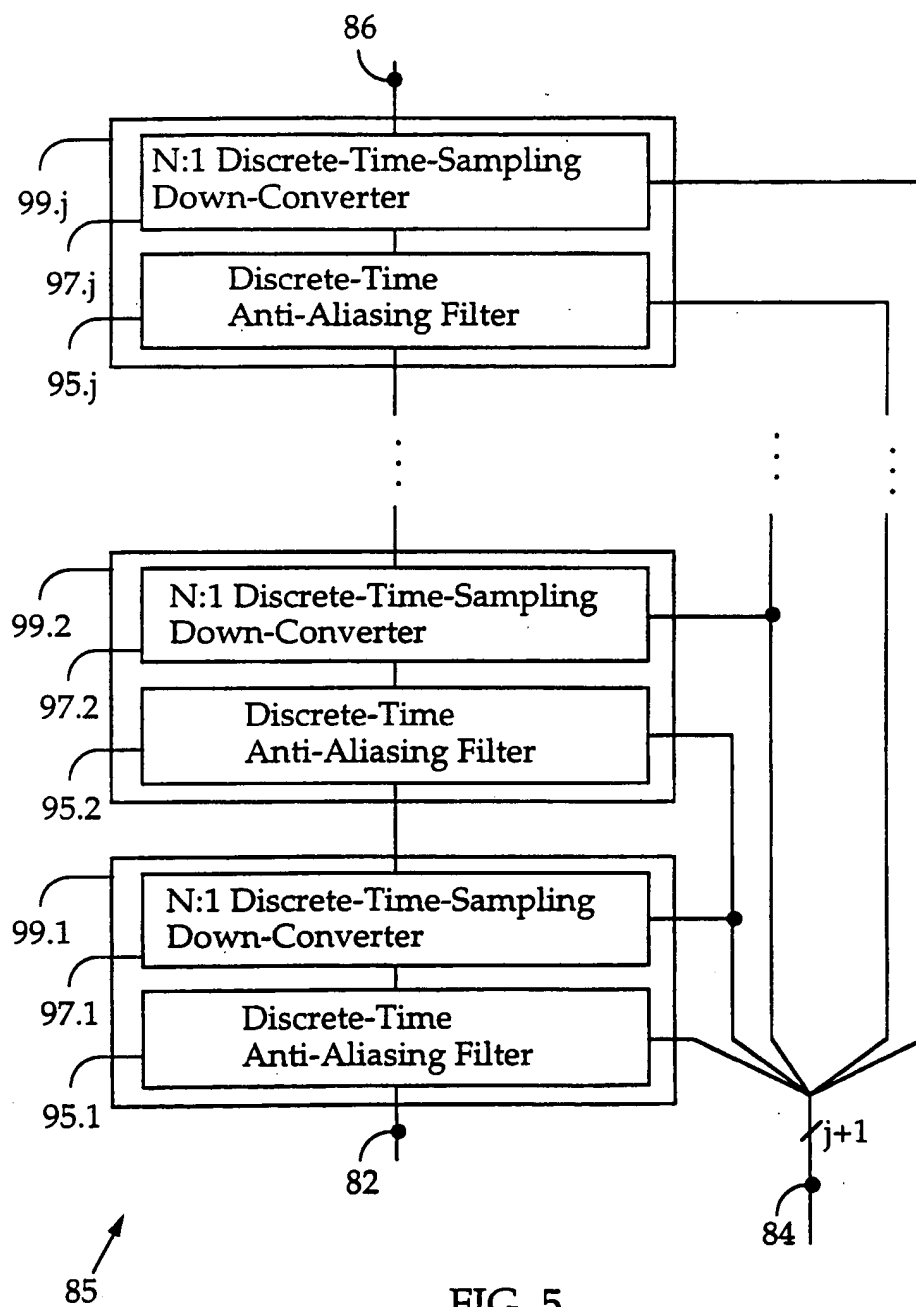 86
N:1 Discrete-Time-Sampling
Down-Converter
99.j
97.j
Discrete-Time
Anti-Aliasing Filter
95.j
N:1 Discrete-Time-Sampling
Down-Converter
99.2
97.2
Discrete-Time
Anti-Aliasing Filter
95.2
N:1 Discrete-Time-Sampling
Down-Converter
99.1
97.1
Discrete-Time
Anti-Aliasing Filter
95.1
82
j+1
84
85
FIG. 5